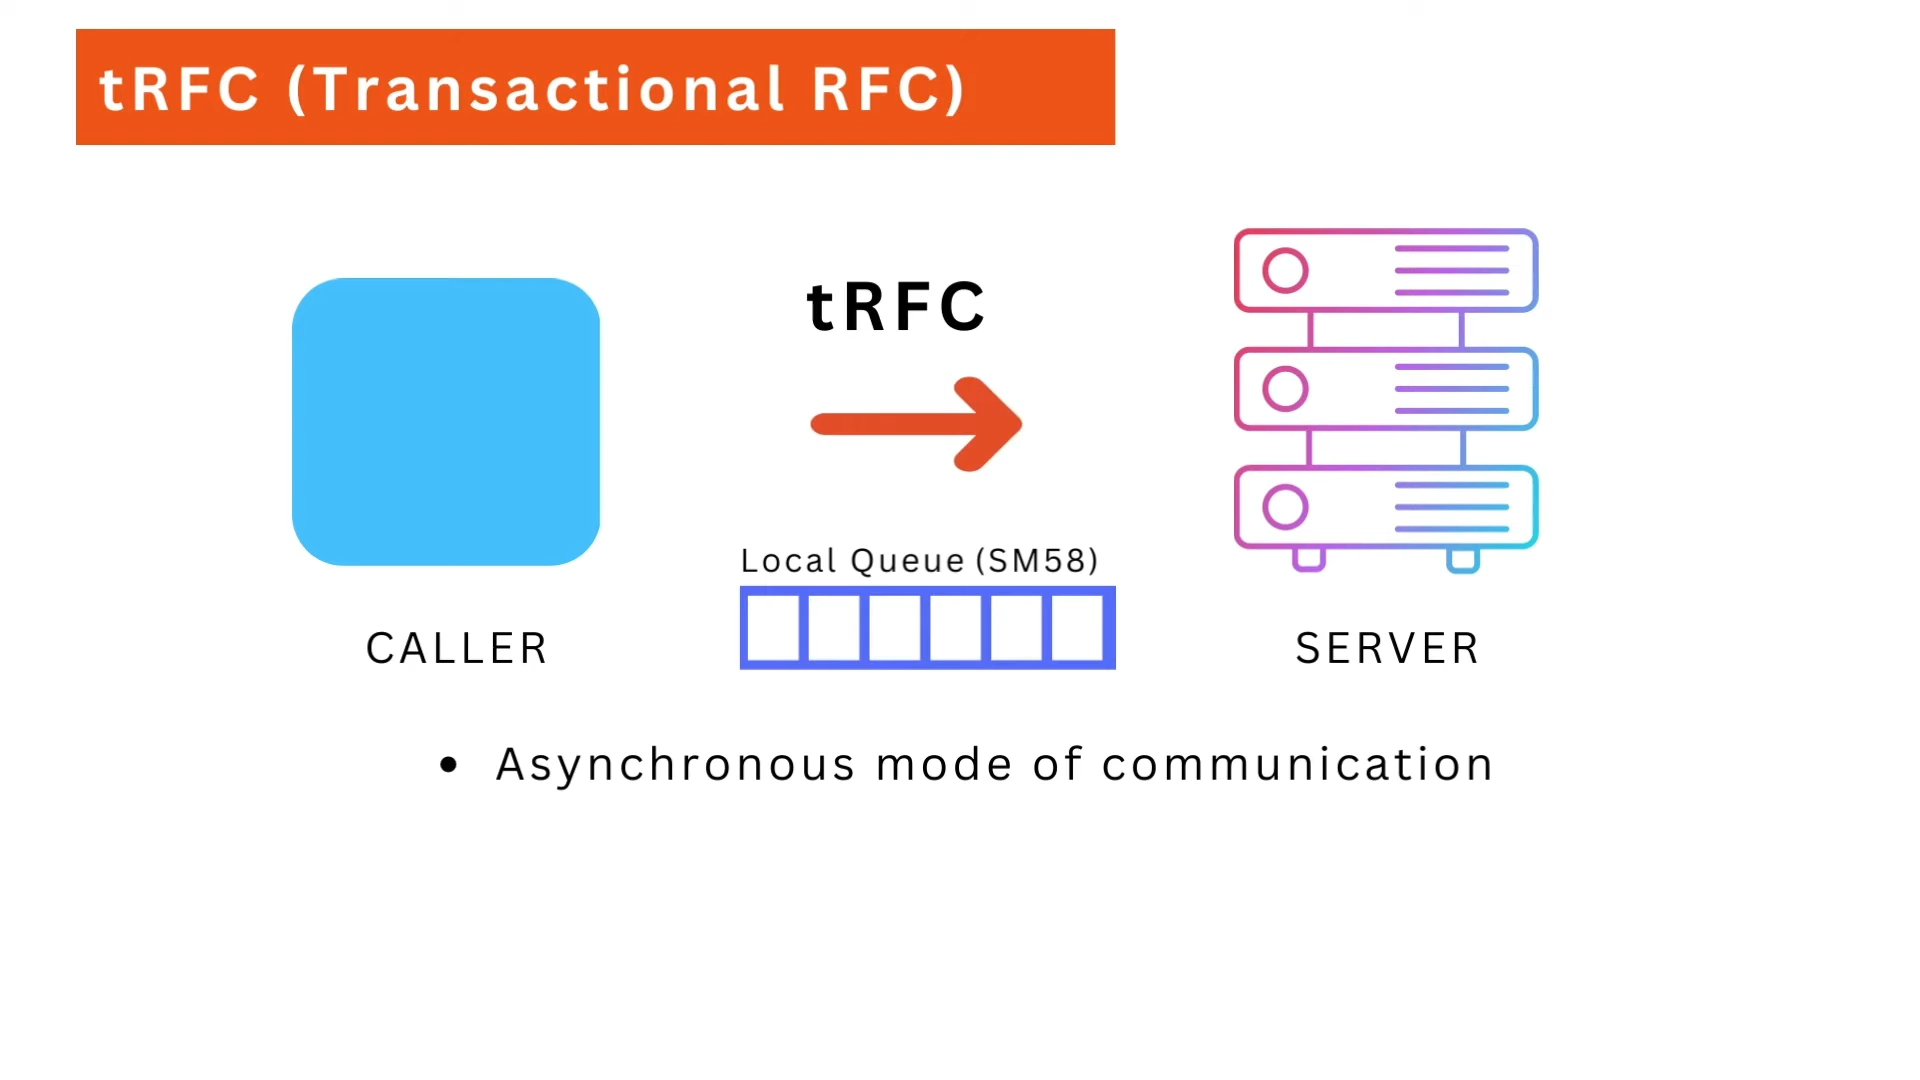 tRFC (Transactional RFC)
tRFC
Local Queue (SM58)
CALLER
SERVER
• Asynchronous mode of communication